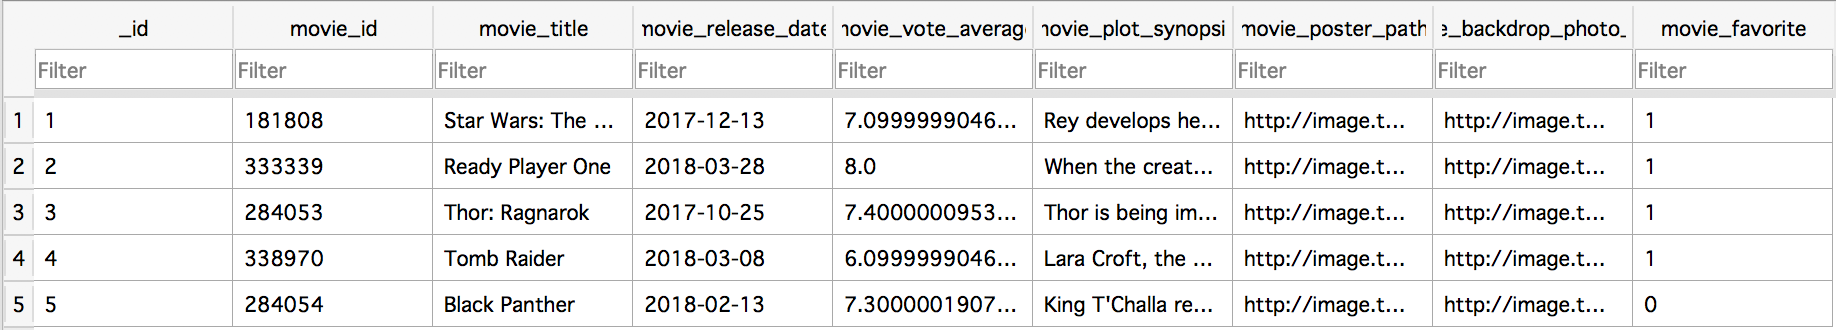 _id movie_id movie_title movie_release_date movie_vote_averag movie_plot_synopsi movie_poster_path e_backdrop_photo_ movie_favorite
Filter Filter Filter Filter Filter Filter Filter Filter Filter
1 1 181808 Star Wars: The ... 2017-12-13 7.0999999046... Rey develops he... http://image.t... http://image.t... 1
2 2 333339 Ready Player One 2018-03-28 8.0 When the creat... http://image.t... http://image.t... 1
3 3 284053 Thor: Ragnarok 2017-10-25 7.4000000953... Thor is being im... http://image.t... http://image.t... 1
4 4 338970 Tomb Raider 2018-03-08 6.0999999046... Lara Croft, the ... http://image.t... http://image.t... 1
5 5 284054 Black Panther 2018-02-13 7.3000001907... King T'Challa re... http://image.t... http://image.t... 0